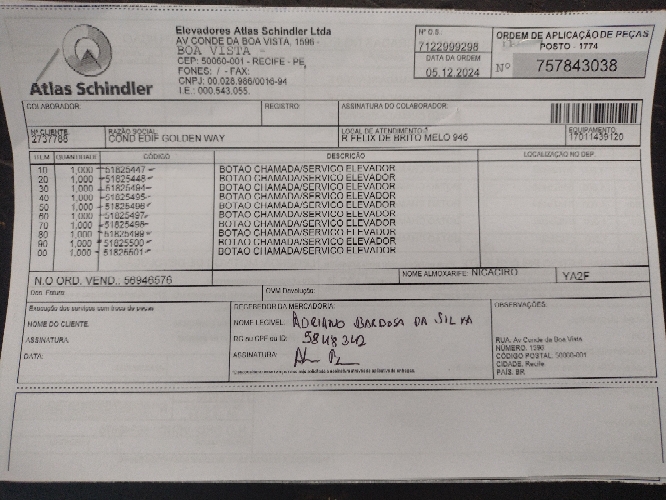 Atlas Schindler
Elevadores Atlas Schindler Ltda
AV CONDE DA BOA VISTA, 1596 -
BOA VISTA -
CEP: 50060-001 - RECIFE - PE,
FONES: / - FAX:
CNPJ: 00.028.986/0016-94
I.E.: 000.543.055.
Nº O.S.
7122999298
DATA DA ORDEM
05.12.2024
ORDEM DE APLICAÇÃO DE PEÇAS
POSTO - 1774
Nº 757843038
COLABORADOR: REGISTRO: ASSINATURA DO COLABORADOR:
Nº CLIENTE: RAZÃO SOCIAL: LOCAL DE ATENDIMENTO: EQUIPAMENTO:
2737788 COND EDIF GOLDEN WAY R FELIX DE BRITO MELO 946 17011439120
ITEM QUANTIDADE CÓDIGO DESCRIÇÃO LOCALIZAÇÃO NO DEP.
10 1,000 51825447 BOTAO CHAMADA/SERVICO ELEVADOR
20 1,000 51825448 BOTAO CHAMADA/SERVICO ELEVADOR
30 1,000 51825494 BOTAO CHAMADA/SERVICO ELEVADOR
40 1,000 51825495 BOTAO CHAMADA/SERVICO ELEVADOR
50 1,000 51825496 BOTAO CHAMADA/SERVICO ELEVADOR
60 1,000 51825497 BOTAO CHAMADA/SERVICO ELEVADOR
70 1,000 51825498 BOTAO CHAMADA/SERVICO ELEVADOR
80 1,000 51825499 BOTAO CHAMADA/SERVICO ELEVADOR
90 1,000 51825500 BOTAO CHAMADA/SERVICO ELEVADOR
00 1,000 51825501 BOTAO CHAMADA/SERVICO ELEVADOR
N.O ORD. VEND.: 56946576
NOME ALMOXARIFE: NICACIRO YA2F
OVM Devolução:
Execução dos serviços com troca de peças
NOME DO CLIENTE:
ASSINATURA:
DATA:
RECEBEDOR DA MERCADORIA:
NOME LEGÍVEL: ADRIANO BARBOSA DA SILVA
RG ou CPF ou ID: 5848342
ASSINATURA:
OBSERVAÇÕES:
RUA: Av Conde da Boa Vista
NÚMERO: 1596
CÓDIGO POSTAL: 50060-001
CIDADE: Recife
PAÍS: BR